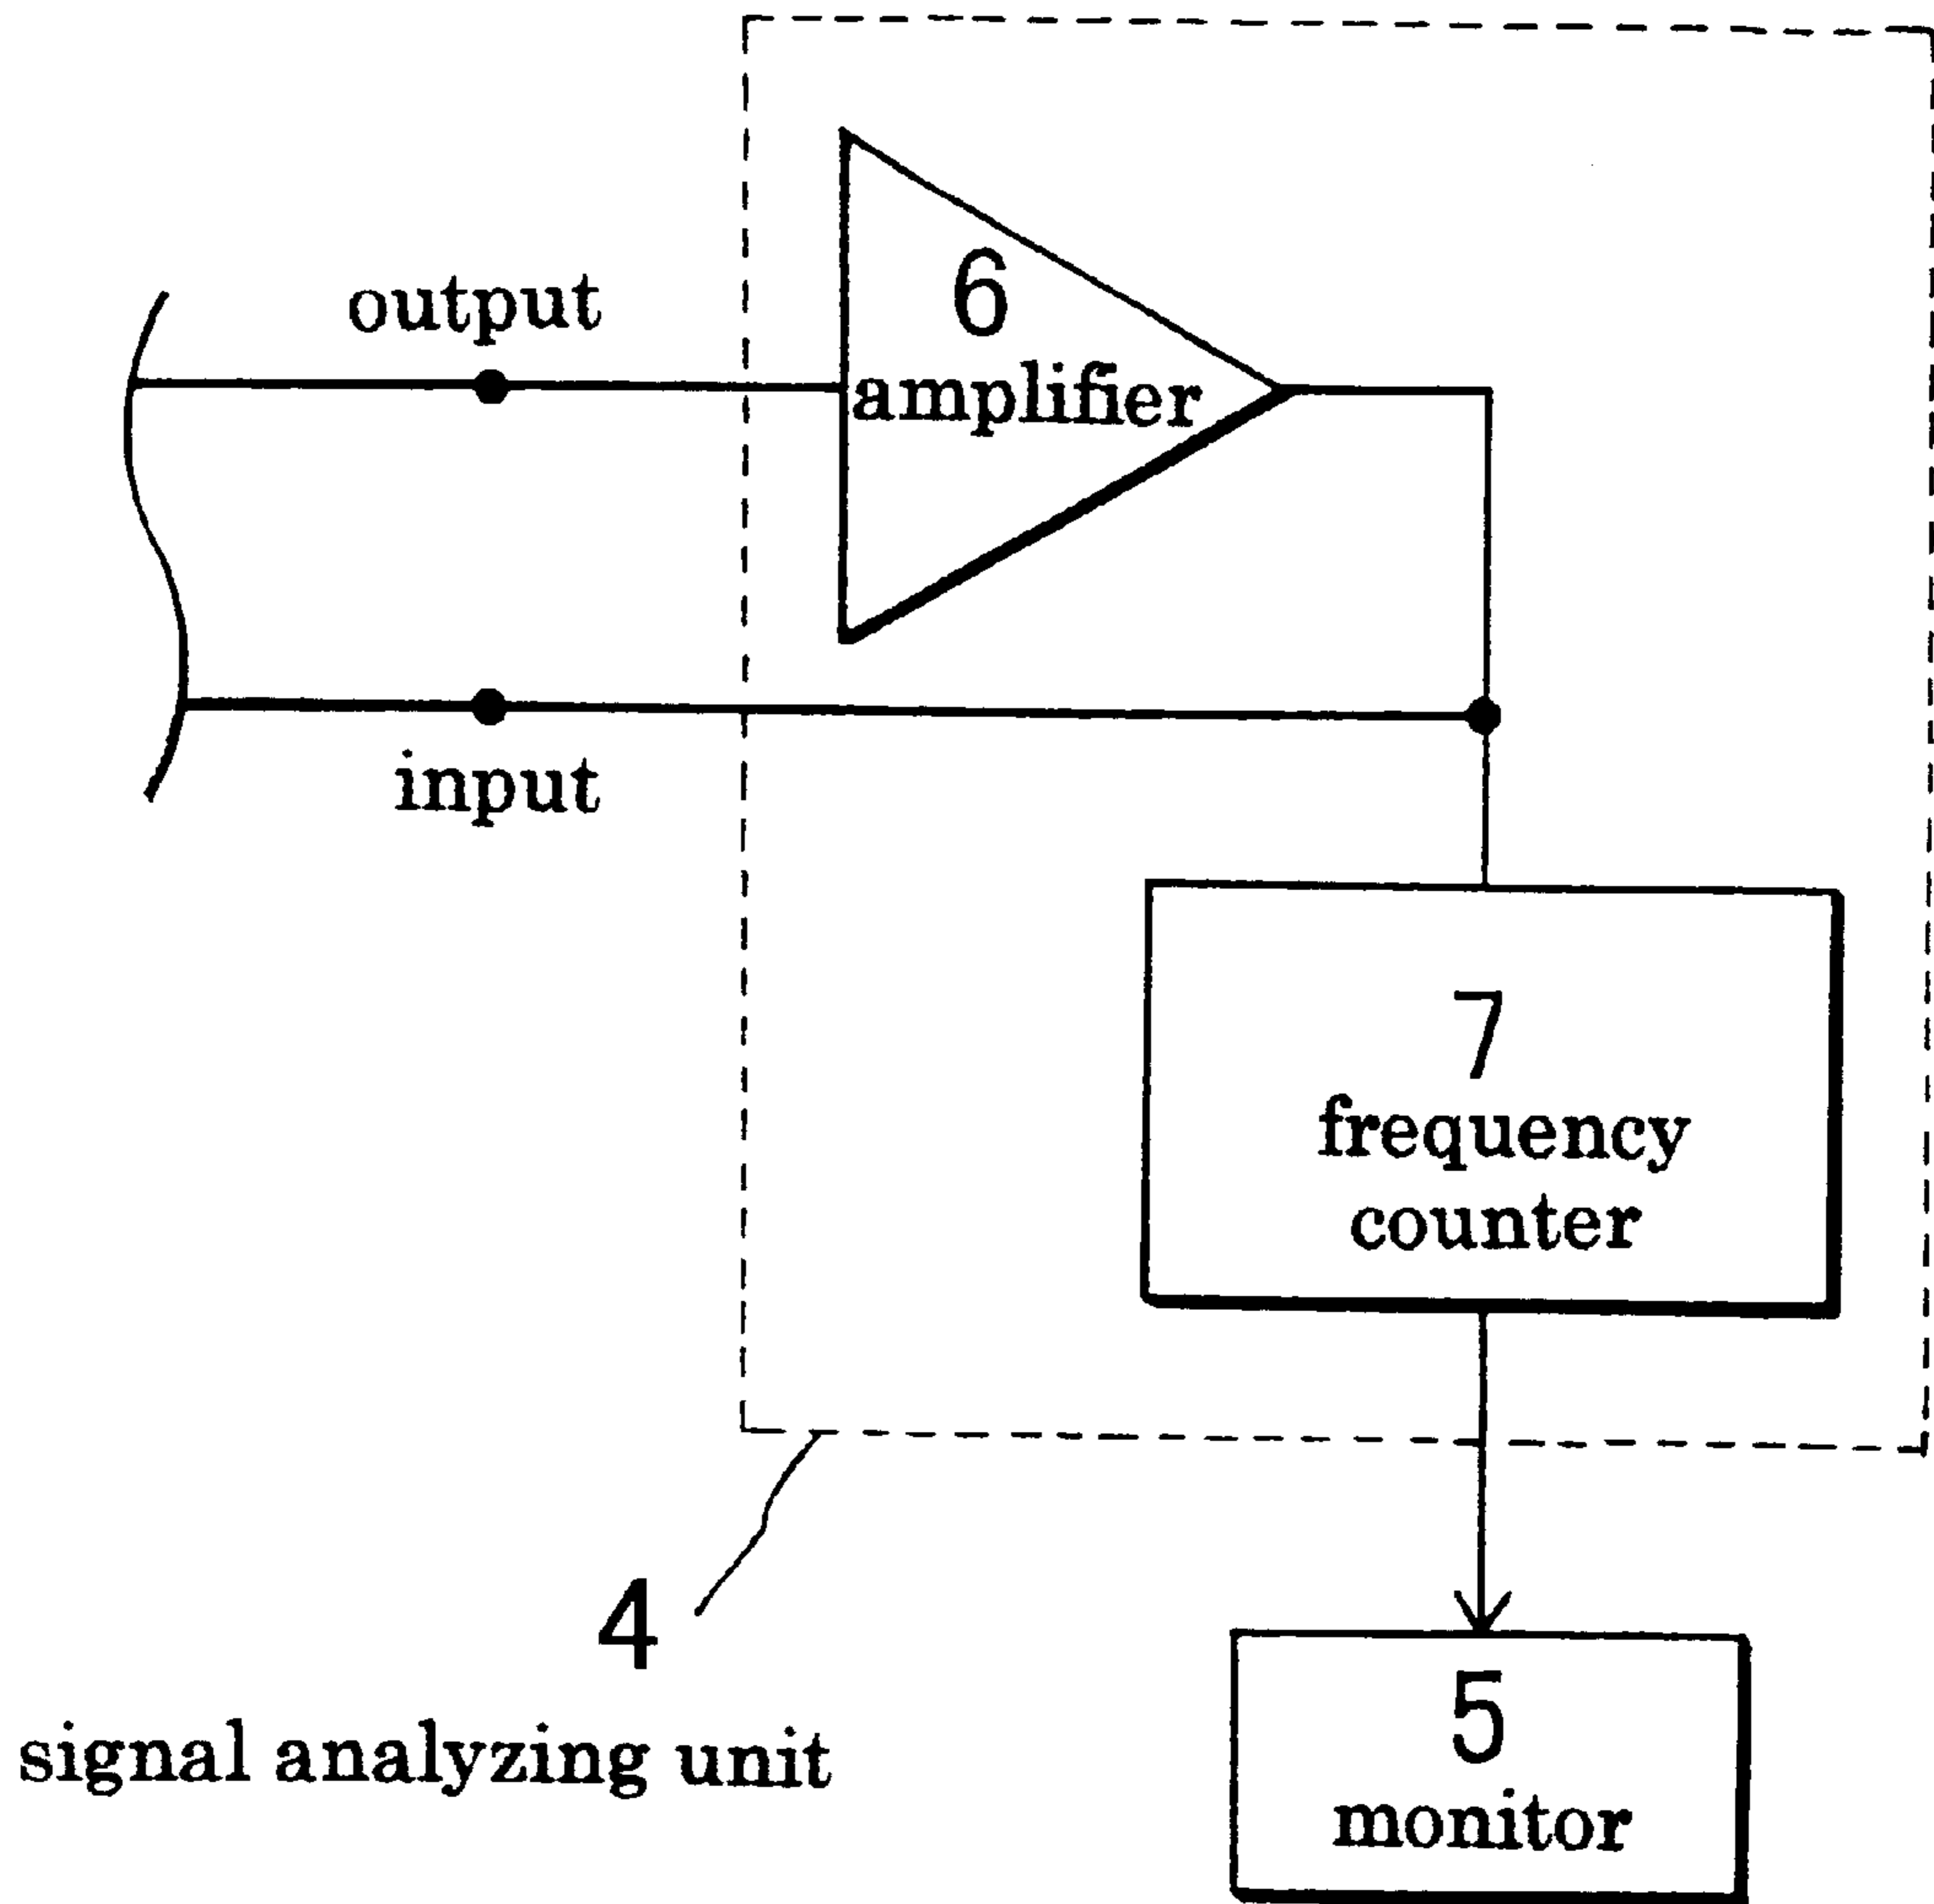 output
6
amplifier
input
7
frequency
counter
4
signal analyzing unit
5
monitor